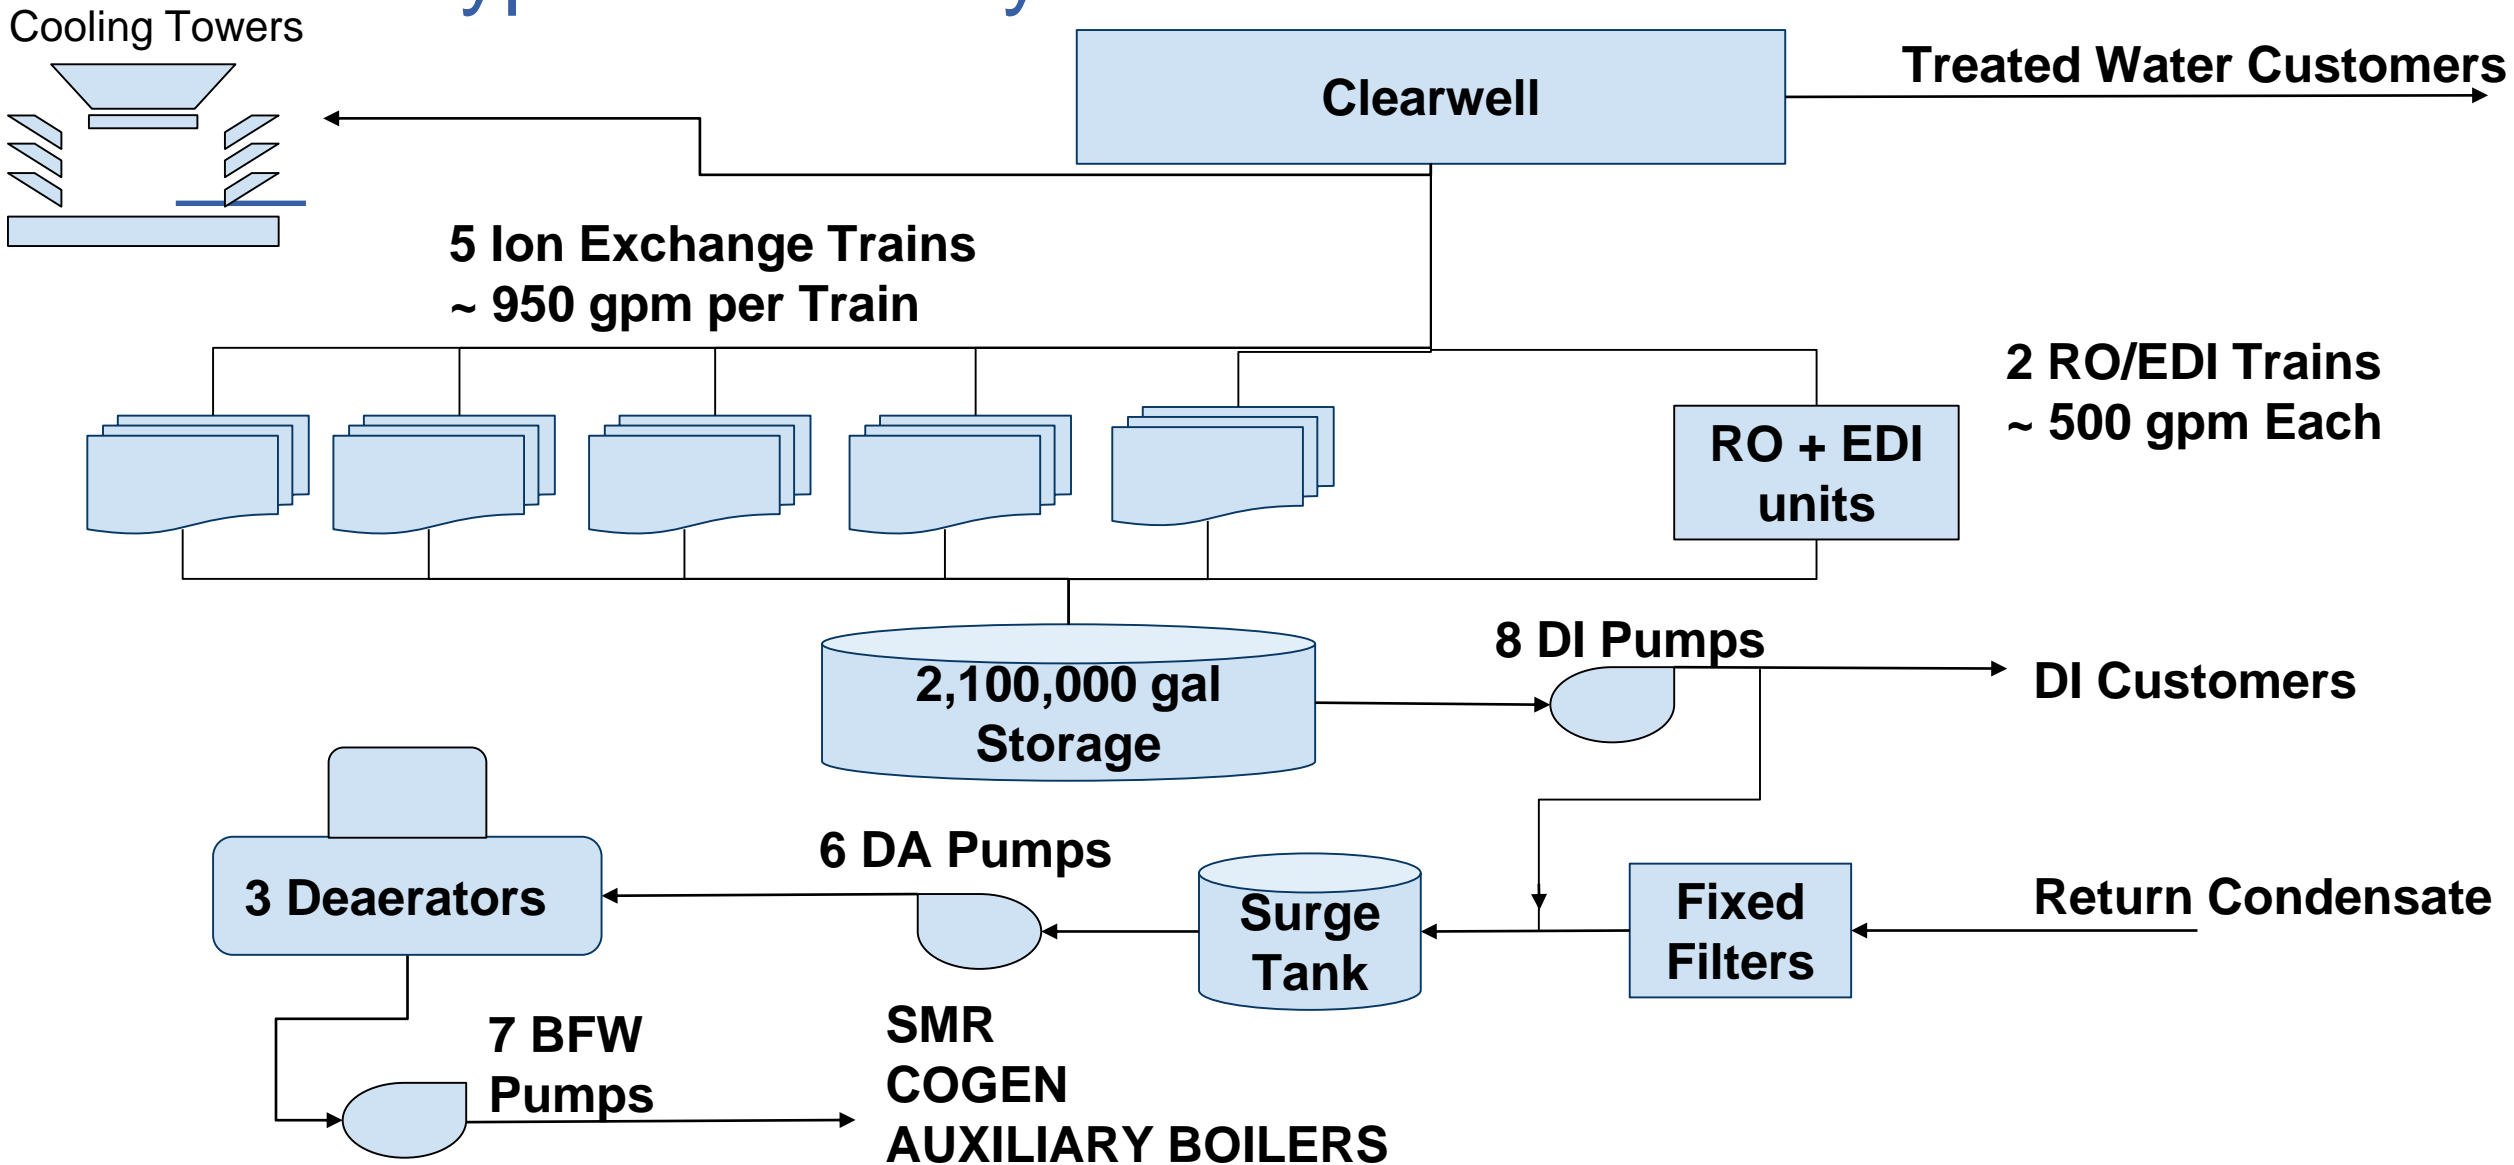 Cooling Towers
Clearwell
Treated Water Customers
5 Ion Exchange Trains
~ 950 gpm per Train
2 RO/EDI Trains
~ 500 gpm Each
RO + EDI
units
8 DI Pumps
DI Customers
2,100,000 gal
Storage
6 DA Pumps
3 Deaerators
Surge
Tank
Fixed
Filters
Return Condensate
7 BFW
Pumps
SMR
COGEN
AUXILIARY BOILERS